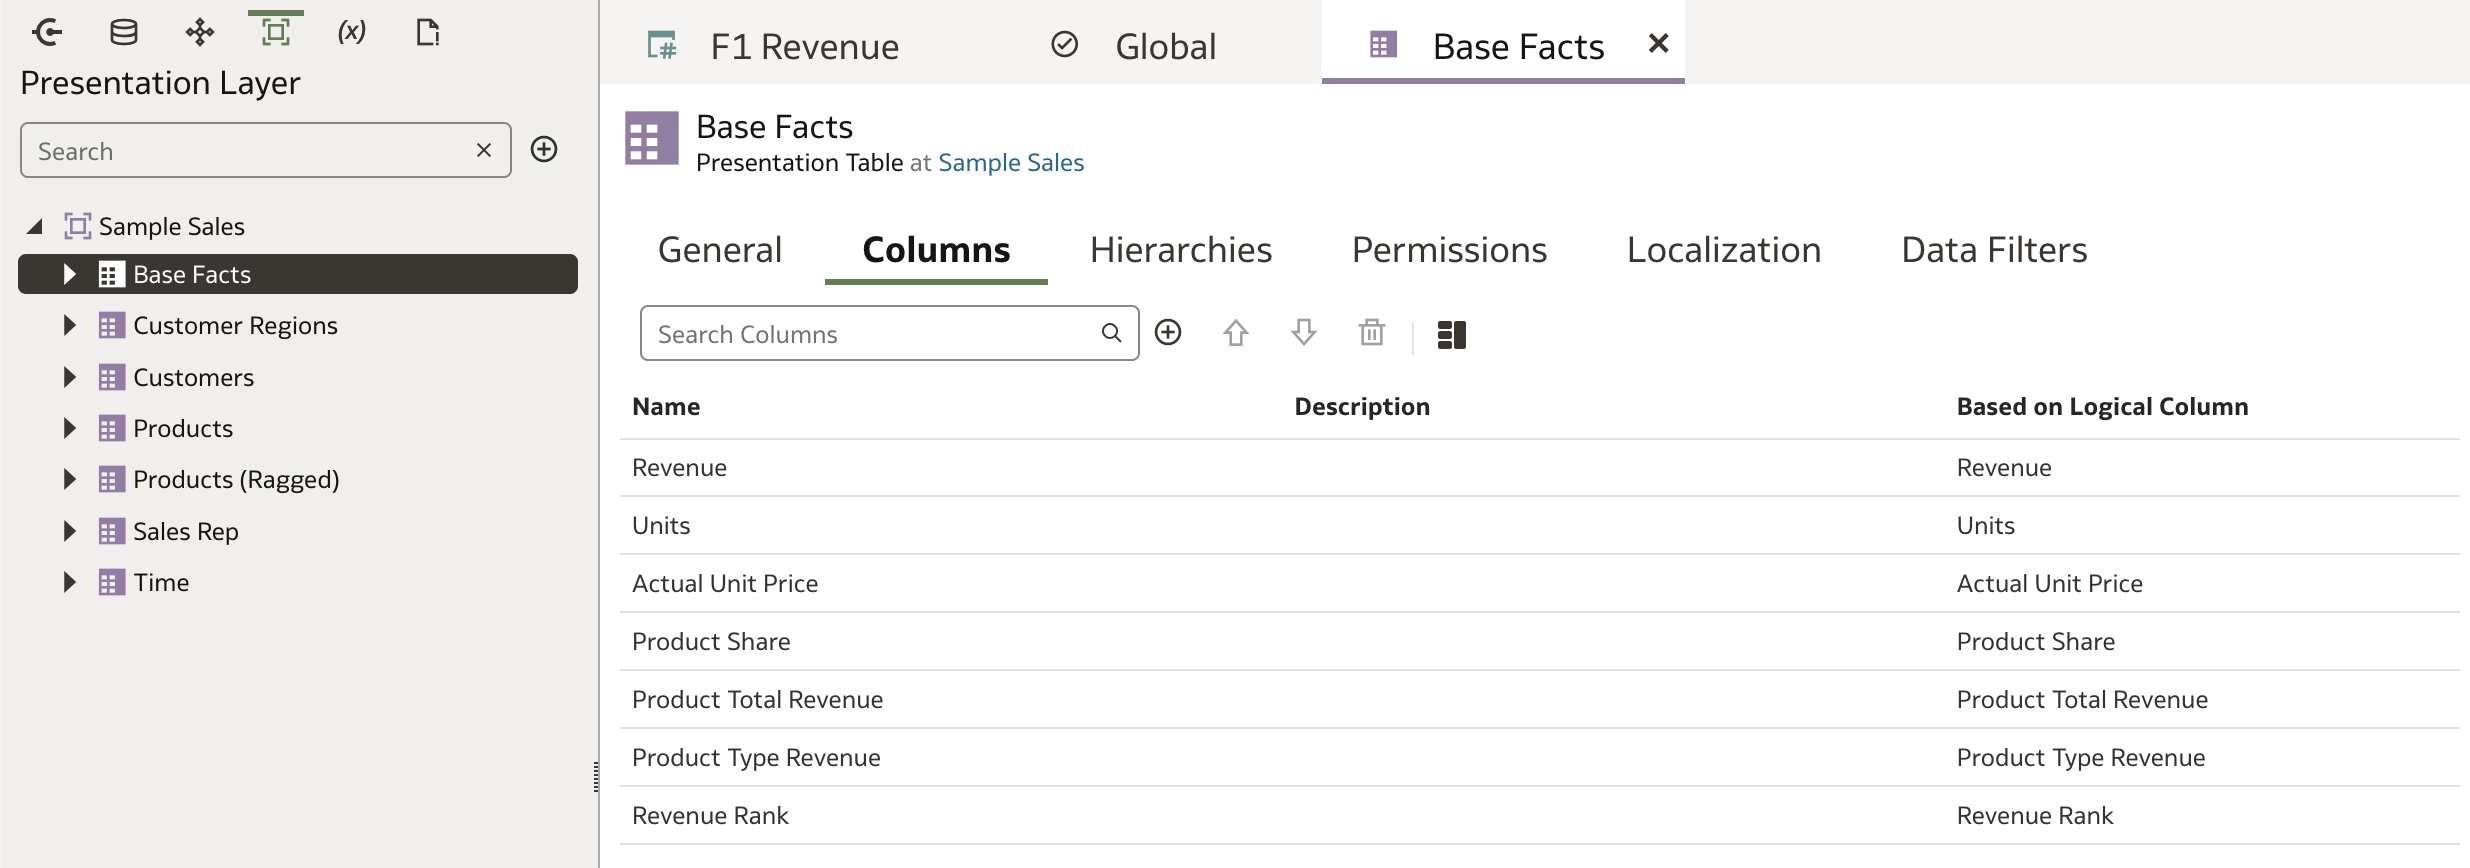 (x)
Presentation Layer
Search
Sample Sales
Base Facts
Customer Regions
Customers
Products
Products (Ragged)
Sales Rep
Time
F1 Revenue
Global
Base Facts
Base Facts
Presentation Table at Sample Sales
General Columns Hierarchies Permissions Localization Data Filters
Search Columns
Name Description Based on Logical Column
Revenue Revenue
Units Units
Actual Unit Price Actual Unit Price
Product Share Product Share
Product Total Revenue Product Total Revenue
Product Type Revenue Product Type Revenue
Revenue Rank Revenue Rank